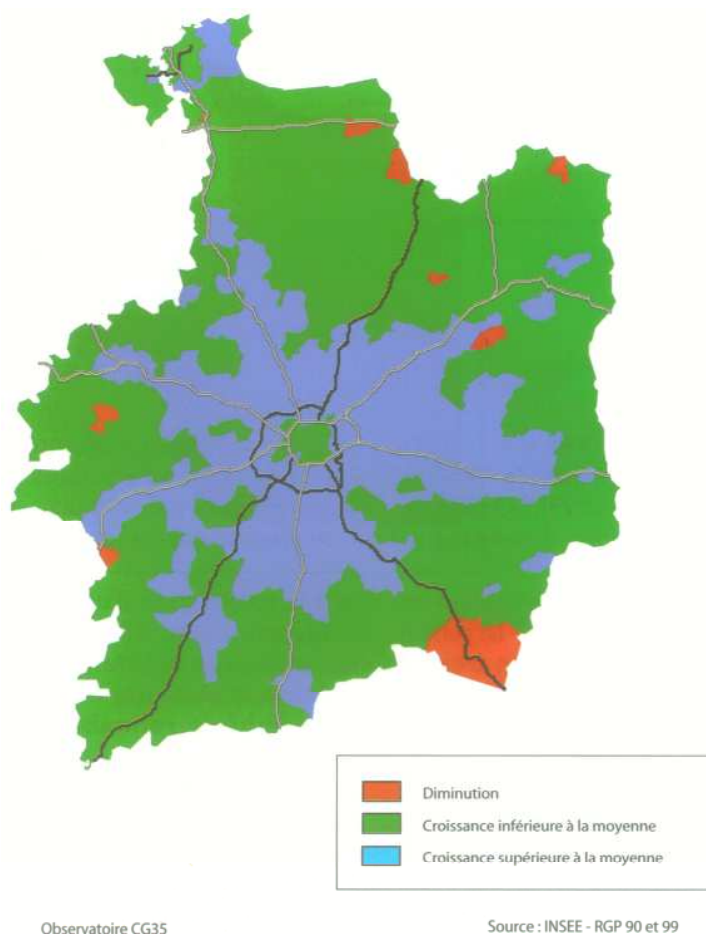 Diminution
Croissance inférieure à la moyenne
Croissance supérieure à la moyenne
Observatoire CG35
Source : INSEE - RGP 90 et 99